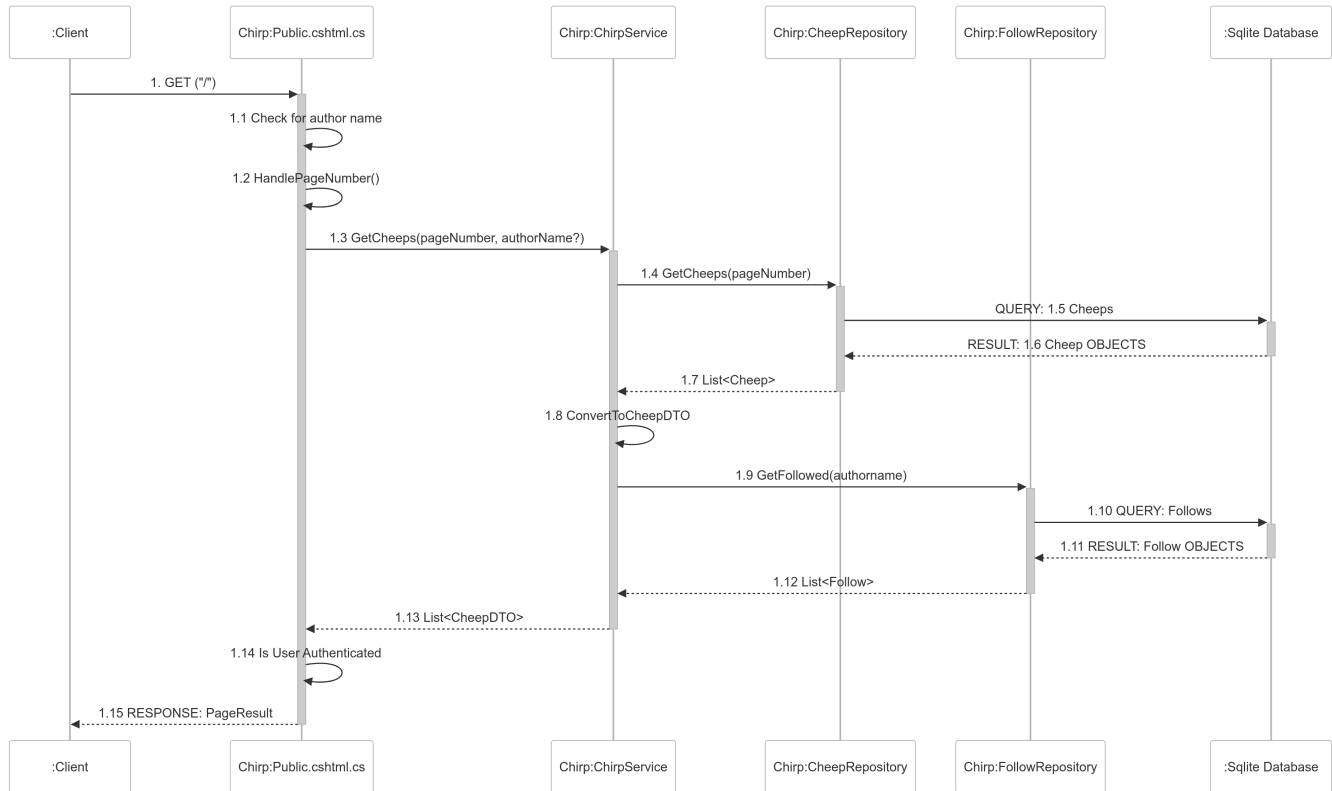 :Client
Chirp:Public.cshtml.cs
Chirp:ChirpService
Chirp:CheepRepository
Chirp:FollowRepository
:Sqlite Database
1. GET ("/")
1.1 Check for author name
1.2 HandlePageNumber()
1.3 GetCheeps(pageNumber, authorName?)
1.4 GetCheeps(pageNumber)
QUERY: 1.5 Cheeps
RESULT: 1.6 Cheep OBJECTS
1.7 List<Cheep>
1.8 ConvertToCheepDTO
1.9 GetFollowed(authorname)
1.10 QUERY: Follows
1.11 RESULT: Follow OBJECTS
1.12 List<Follow>
1.13 List<CheepDTO>
1.14 Is User Authenticated
1.15 RESPONSE: PageResult
:Client
Chirp:Public.cshtml.cs
Chirp:ChirpService
Chirp:CheepRepository
Chirp:FollowRepository
:Sqlite Database